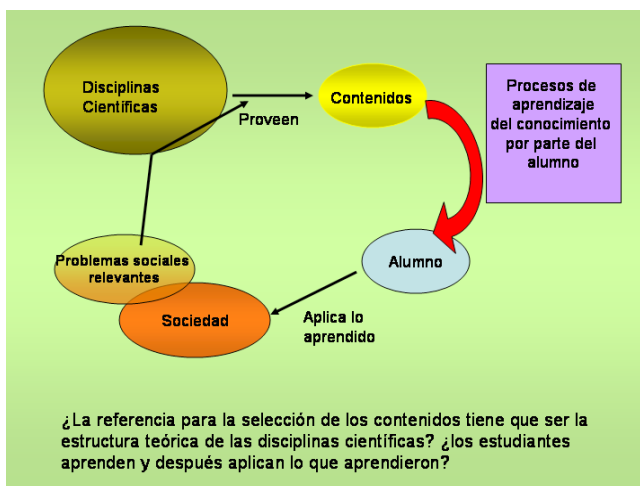 Disciplinas
Científicas
Proveen
Contenidos
Procesos de
aprendizaje
del conocimiento
por parte del
alumno
Problemas sociales
relevantes
Sociedad
Alumno
Aplica lo
aprendido
¿La referencia para la selección de los contenidos tiene que ser la
estructura teórica de las disciplinas científicas? ¿los estudiantes
aprenden y después aplican lo que aprendieron?